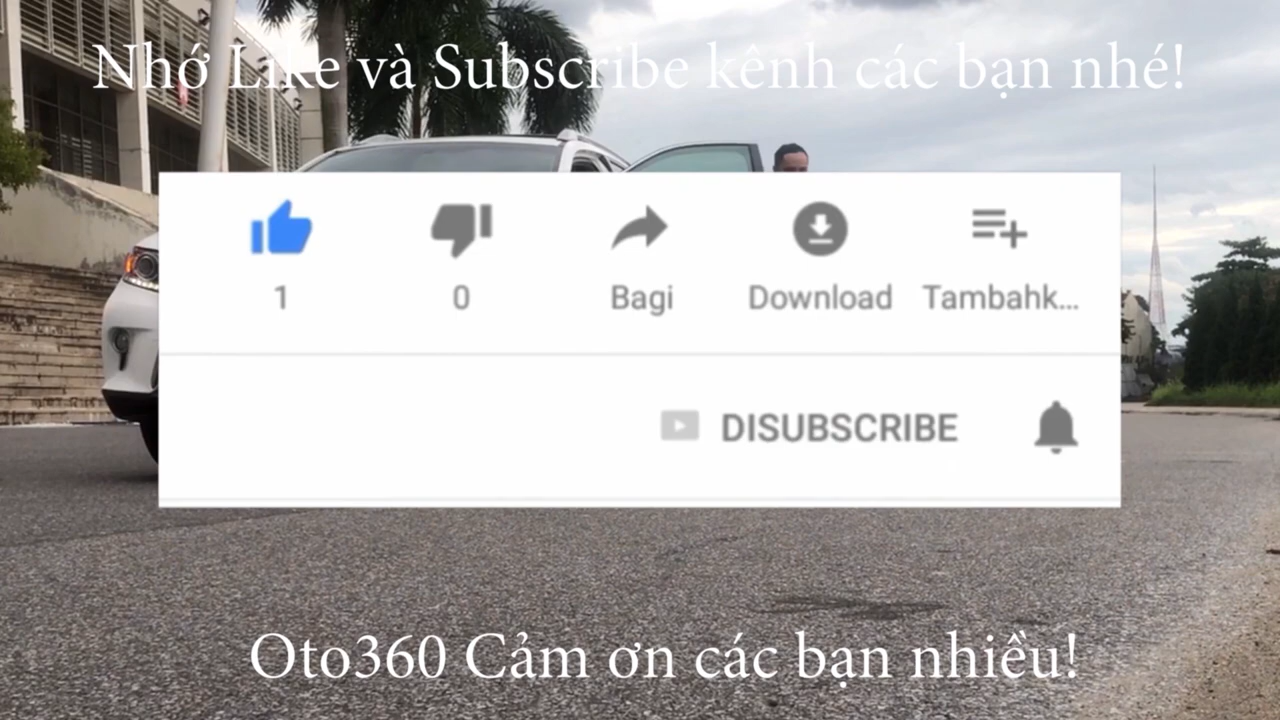 Nhớ Like và Subscribe kênh các bạn nhé!
1
0
Bagi
Download
Tambahk...
DISUBSCRIBE
Oto360 Cảm ơn các bạn nhiều!